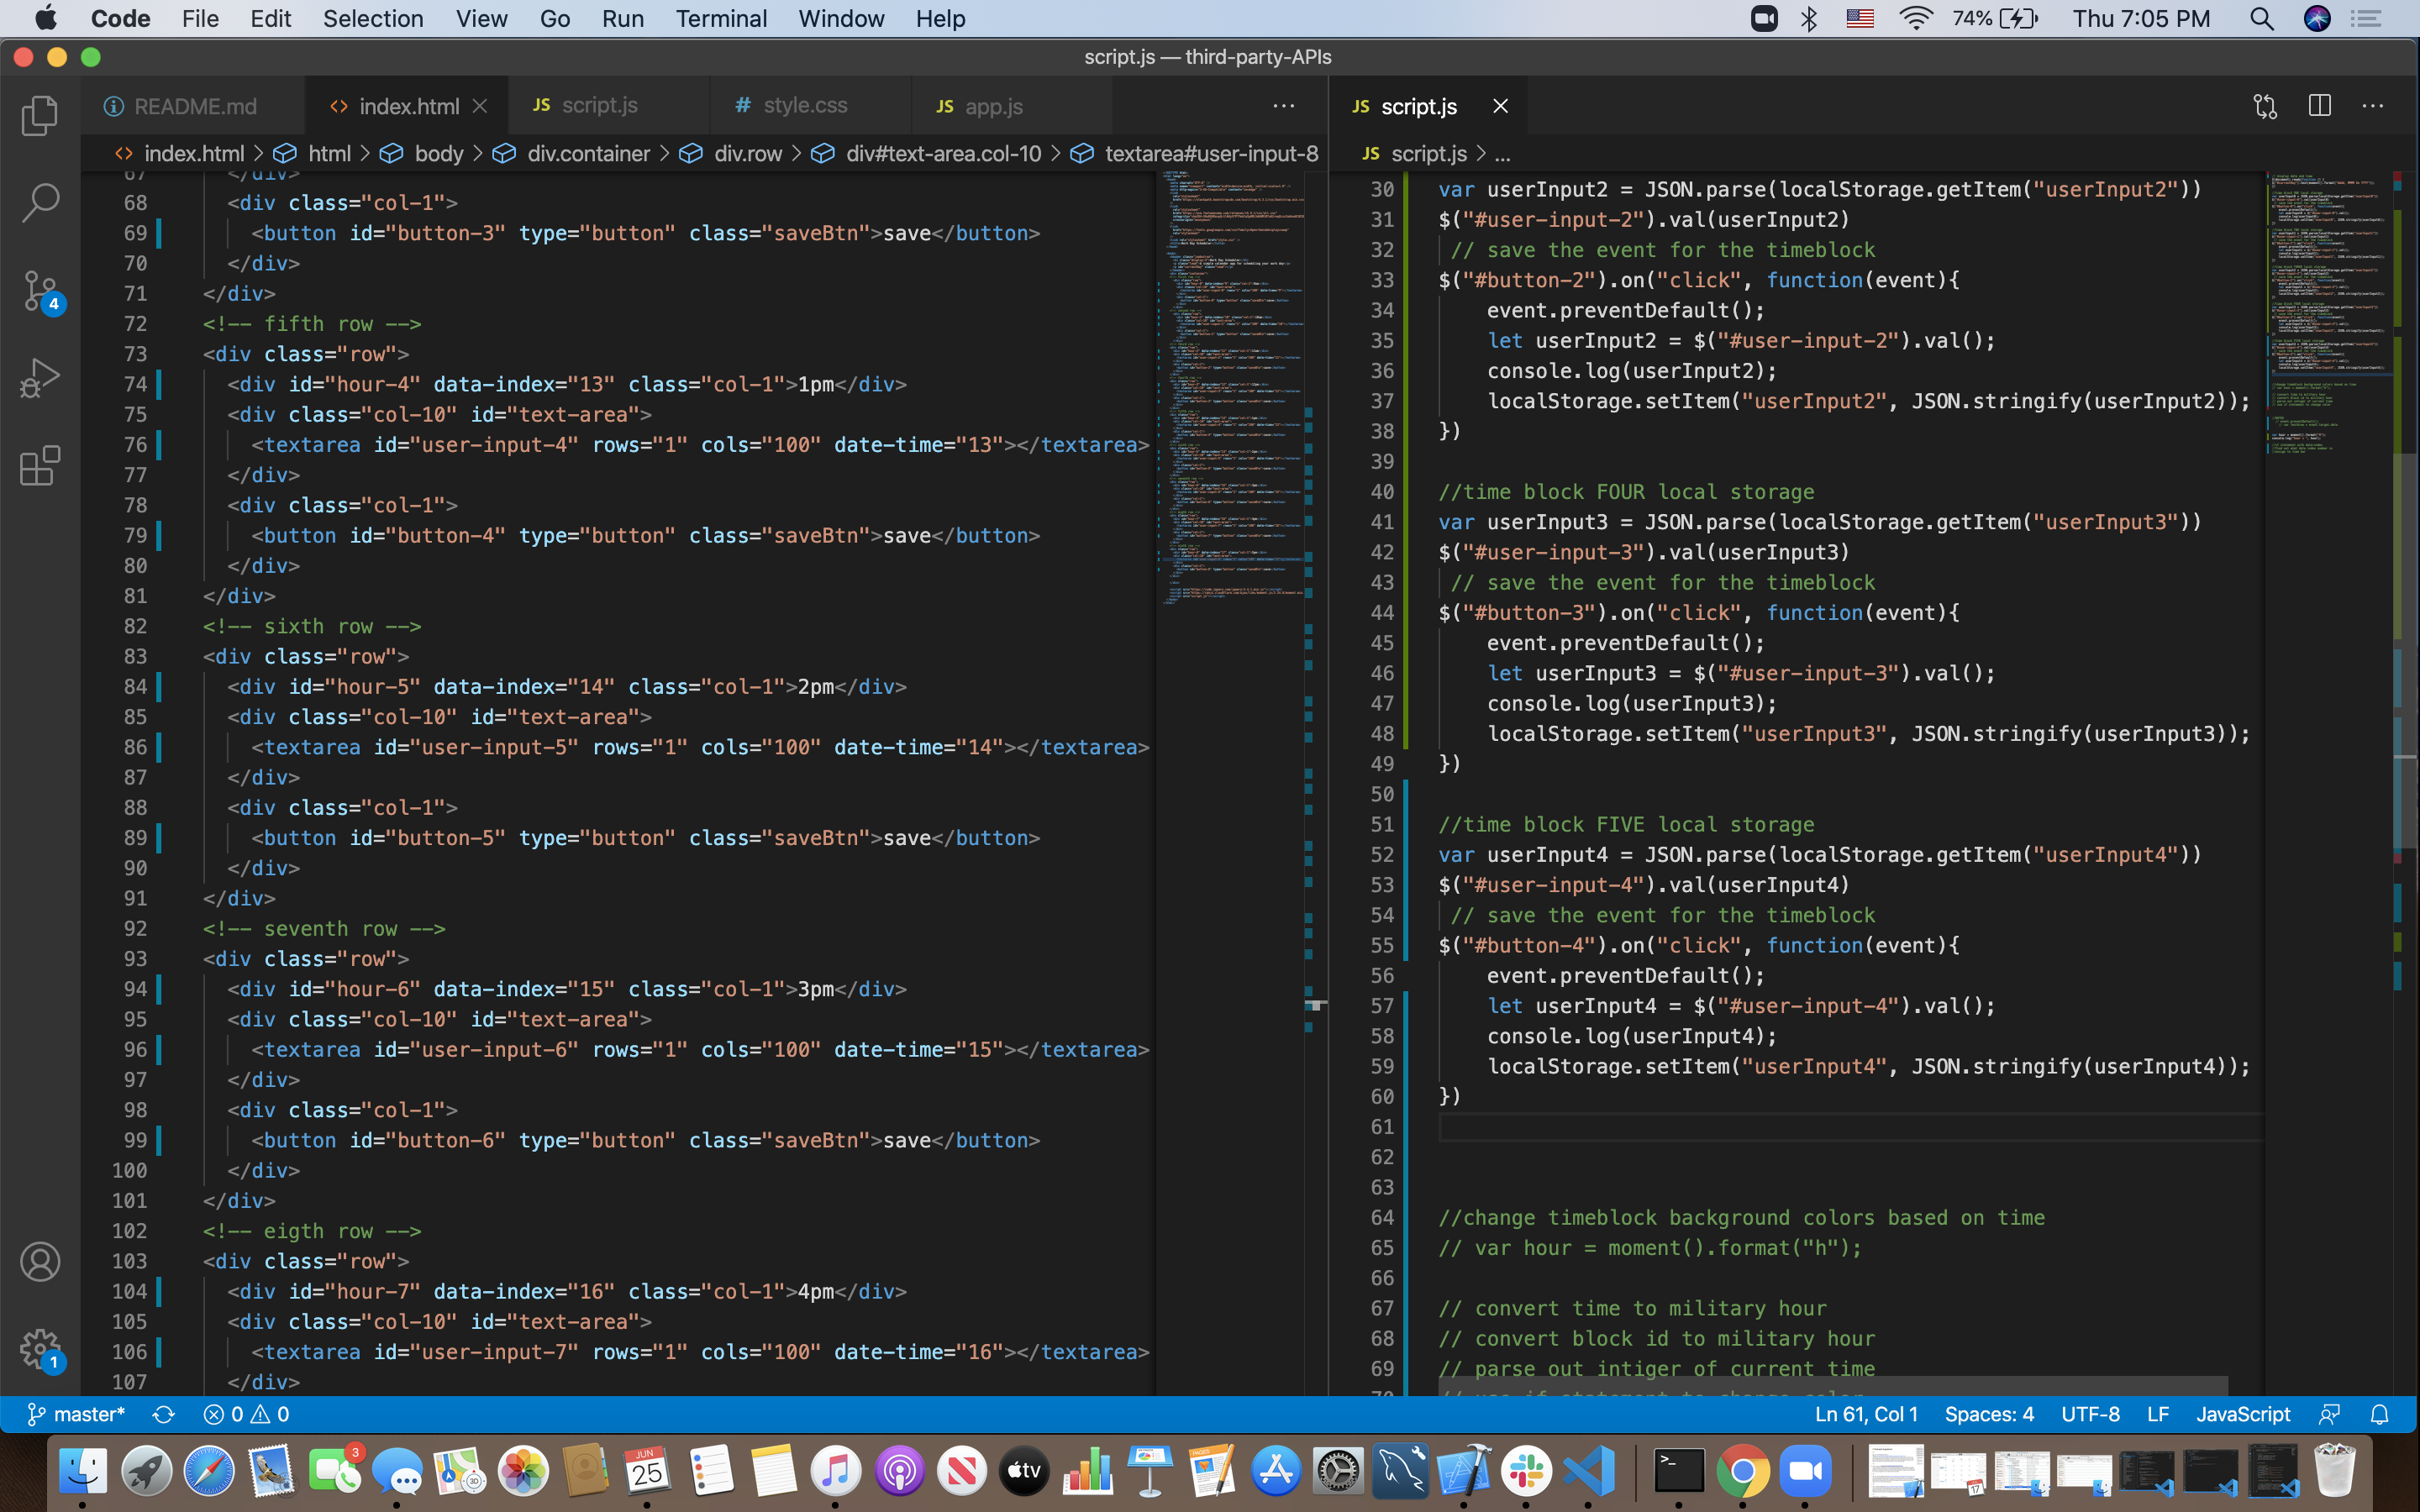 Code File Edit Selection View Go Run Terminal Window Help 74% Thu 7:05 PM
script.js — third-party-APIs
README.md index.html script.js style.css app.js ...
index.html > html > body > div.container > div.row > div#text-area.col-10 > textarea#user-input-8
67 </div>
68 <div class="col-1">
69 <button id="button-3" type="button" class="saveBtn">save</button>
70 </div>
71 </div>
72 <!-- fifth row -->
73 <div class="row">
74 <div id="hour-4" data-index="13" class="col-1">1pm</div>
75 <div class="col-10" id="text-area">
76 <textarea id="user-input-4" rows="1" cols="100" date-time="13"></textarea>
77 </div>
78 <div class="col-1">
79 <button id="button-4" type="button" class="saveBtn">save</button>
80 </div>
81 </div>
82 <!-- sixth row -->
83 <div class="row">
84 <div id="hour-5" data-index="14" class="col-1">2pm</div>
85 <div class="col-10" id="text-area">
86 <textarea id="user-input-5" rows="1" cols="100" date-time="14"></textarea>
87 </div>
88 <div class="col-1">
89 <button id="button-5" type="button" class="saveBtn">save</button>
90 </div>
91 </div>
92 <!-- seventh row -->
93 <div class="row">
94 <div id="hour-6" data-index="15" class="col-1">3pm</div>
95 <div class="col-10" id="text-area">
96 <textarea id="user-input-6" rows="1" cols="100" date-time="15"></textarea>
97 </div>
98 <div class="col-1">
99 <button id="button-6" type="button" class="saveBtn">save</button>
100 </div>
101 </div>
102 <!-- eigth row -->
103 <div class="row">
104 <div id="hour-7" data-index="16" class="col-1">4pm</div>
105 <div class="col-10" id="text-area">
106 <textarea id="user-input-7" rows="1" cols="100" date-time="16"></textarea>
107 </div>
script.js
script.js > ...
30 var userInput2 = JSON.parse(localStorage.getItem("userInput2"))
31 $("#user-input-2").val(userInput2)
32 // save the event for the timeblock
33 $("#button-2").on("click", function(event){
34 event.preventDefault();
35 let userInput2 = $("#user-input-2").val();
36 console.log(userInput2);
37 localStorage.setItem("userInput2", JSON.stringify(userInput2));
38 })
39
40 //time block FOUR local storage
41 var userInput3 = JSON.parse(localStorage.getItem("userInput3"))
42 $("#user-input-3").val(userInput3)
43 // save the event for the timeblock
44 $("#button-3").on("click", function(event){
45 event.preventDefault();
46 let userInput3 = $("#user-input-3").val();
47 console.log(userInput3);
48 localStorage.setItem("userInput3", JSON.stringify(userInput3));
49 })
50
51 //time block FIVE local storage
52 var userInput4 = JSON.parse(localStorage.getItem("userInput4"))
53 $("#user-input-4").val(userInput4)
54 // save the event for the timeblock
55 $("#button-4").on("click", function(event){
56 event.preventDefault();
57 let userInput4 = $("#user-input-4").val();
58 console.log(userInput4);
59 localStorage.setItem("userInput4", JSON.stringify(userInput4));
60 })
61
62
63
64 //change timeblock background colors based on time
65 // var hour = moment().format("h");
66
67 // convert time to military hour
68 // convert block id to military hour
69 // parse out intiger of current time
70 // use if statement to change color
4
1
master* 0 0 Ln 61, Col 1 Spaces: 4 UTF-8 LF JavaScript
3
JUN
25
tv
PAGES
17